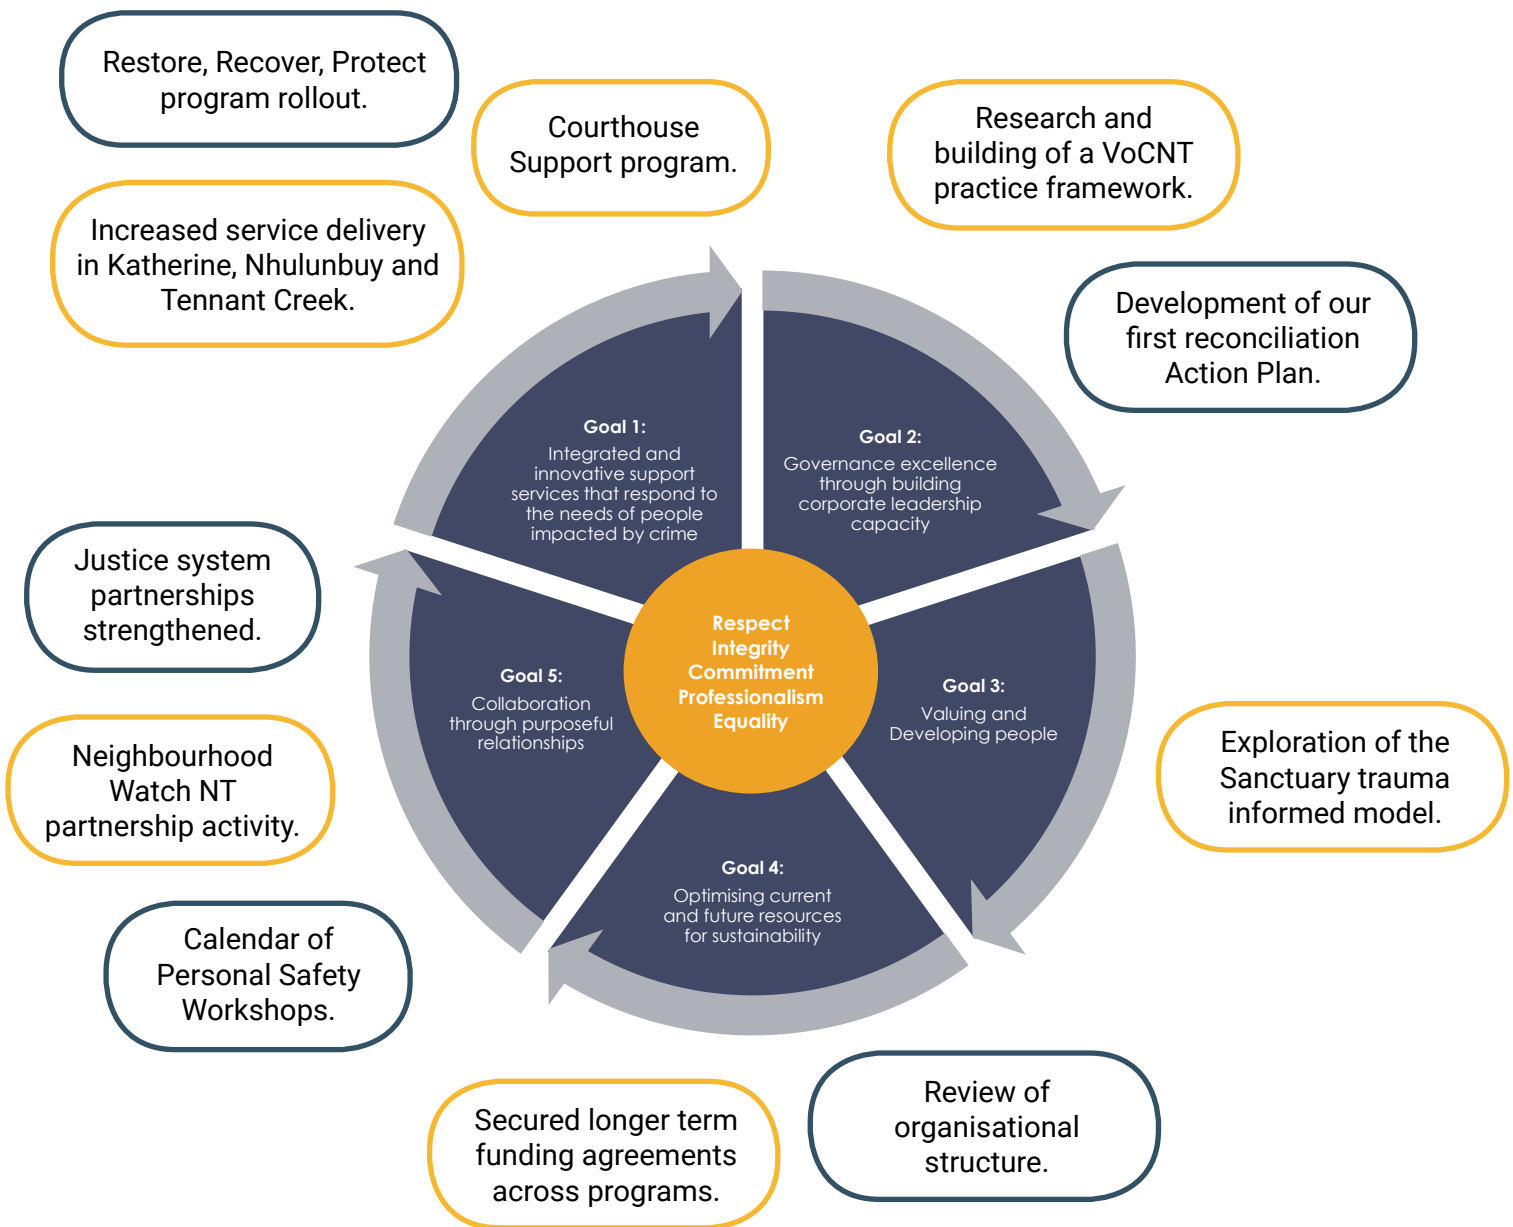 Restore, Recover, Protect
program rollout.
Courthouse
Support program.
Research and
building of a VoCNT
practice framework.
Increased service delivery
in Katherine, Nhulunbuy and
Tennant Creek.
Development of our
first reconciliation
Action Plan.
Goal 1:
Integrated and
innovative support
services that respond to
the needs of people
impacted by crime
Goal 2:
Governance excellence
through building
corporate leadership
capacity
Justice system
partnerships
strengthened.
Respect
Integrity
Commitment
Professionalism
Equality
Goal 5:
Collaboration
through purposeful
relationships
Goal 3:
Valuing and
Developing people
Neighbourhood
Watch NT
partnership activity.
Exploration of the
Sanctuary trauma
informed model.
Goal 4:
Optimising current
and future resources
for sustainability
Calendar of
Personal Safety
Workshops.
Secured longer term
funding agreements
across programs.
Review of
organisational
structure.